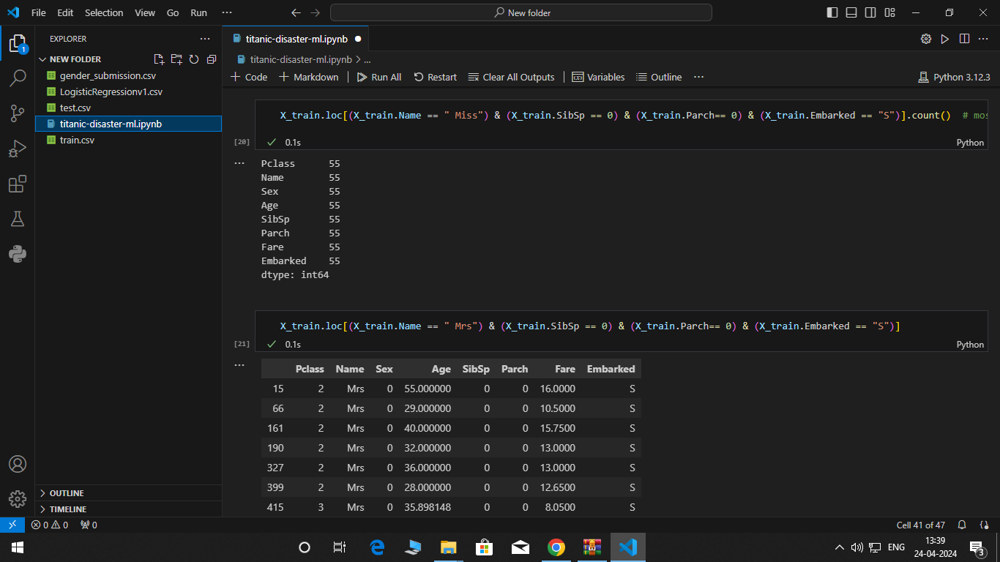 File Edit Selection View Go Run ··· New folder
EXPLORER ···
NEW FOLDER
gender_submission.csv
LogisticRegressionv1.csv
test.csv
titanic-disaster-ml.ipynb
train.csv
OUTLINE
TIMELINE
titanic-disaster-ml.ipynb
titanic-disaster-ml.ipynb > ...
Code Markdown Run All Restart Clear All Outputs Variables Outline ··· Python 3.12.3
X_train.loc[(X_train.Name == " Miss") & (X_train.SibSp == 0) & (X_train.Parch== 0) & (X_train.Embarked == "S")].count() # mos
[20] 0.1s Python
Pclass 55
Name 55
Sex 55
Age 55
SibSp 55
Parch 55
Fare 55
Embarked 55
dtype: int64
X_train.loc[(X_train.Name == " Mrs") & (X_train.SibSp == 0) & (X_train.Parch== 0) & (X_train.Embarked == "S")]
[21] 0.1s Python
Pclass Name Sex Age SibSp Parch Fare Embarked
15 2 Mrs 0 55.000000 0 0 16.0000 S
66 2 Mrs 0 29.000000 0 0 10.5000 S
161 2 Mrs 0 40.000000 0 0 15.7500 S
190 2 Mrs 0 32.000000 0 0 13.0000 S
327 2 Mrs 0 36.000000 0 0 13.0000 S
399 2 Mrs 0 28.000000 0 0 12.6500 S
415 3 Mrs 0 35.898148 0 0 8.0500 S
0 0 0 Cell 41 of 47
ENG 13:39
24-04-2024
1
3